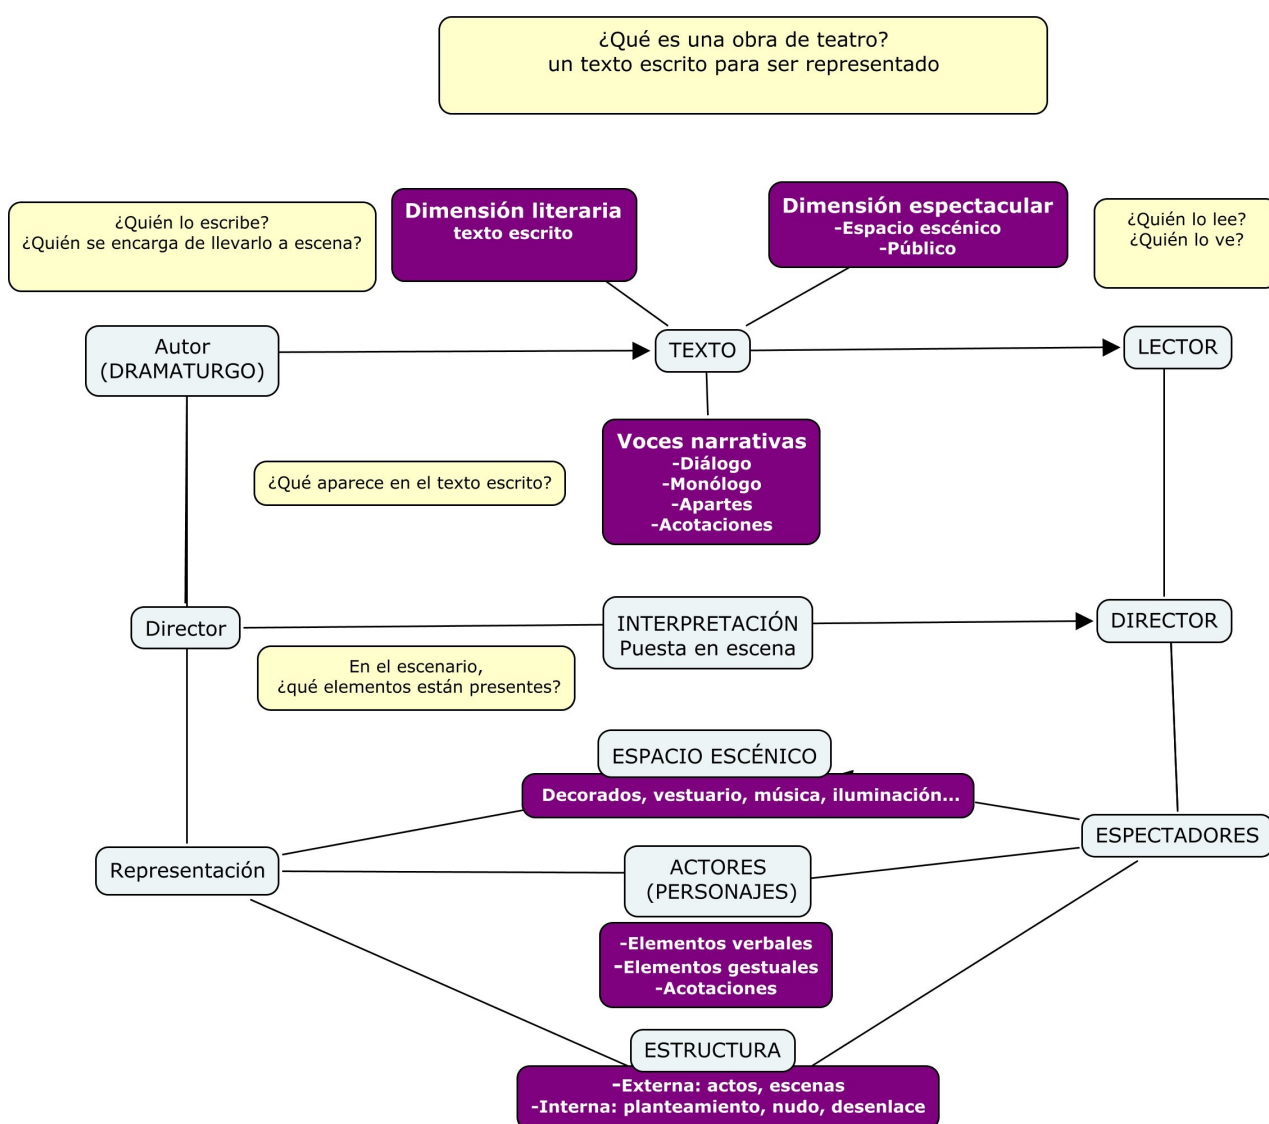 ¿Qué es una obra de teatro?
un texto escrito para ser representado
¿Quién lo escribe?
¿Quién se encarga de llevarlo a escena?
Dimensión literaria
texto escrito
Dimensión espectacular
-Espacio escénico
-Público
¿Quién lo lee?
¿Quién lo ve?
Autor
(DRAMATURGO)
TEXTO
LECTOR
Voces narrativas
-Diálogo
-Monólogo
-Apartes
-Acotaciones
¿Qué aparece en el texto escrito?
Director
INTERPRETACIÓN
Puesta en escena
DIRECTOR
En el escenario,
¿qué elementos están presentes?
ESPACIO ESCÉNICO
Decorados, vestuario, música, iluminación...
ESPECTADORES
Representación
ACTORES
(PERSONAJES)
-Elementos verbales
-Elementos gestuales
-Acotaciones
ESTRUCTURA
-Externa: actos, escenas
-Interna: planteamiento, nudo, desenlace